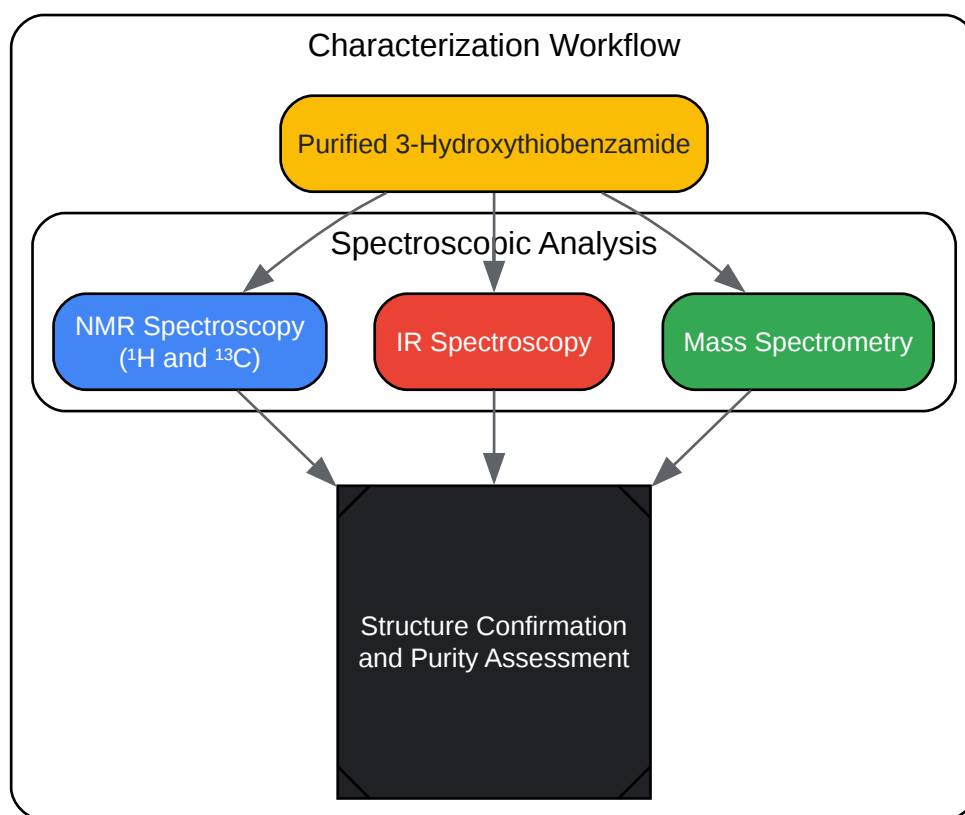 Characterization Workflow
Purified 3-Hydroxythiobenzamide
Spectroscopic Analysis
NMR Spectroscopy
(¹H and ¹³C)
IR Spectroscopy
Mass Spectrometry
Structure Confirmation
and Purity Assessment